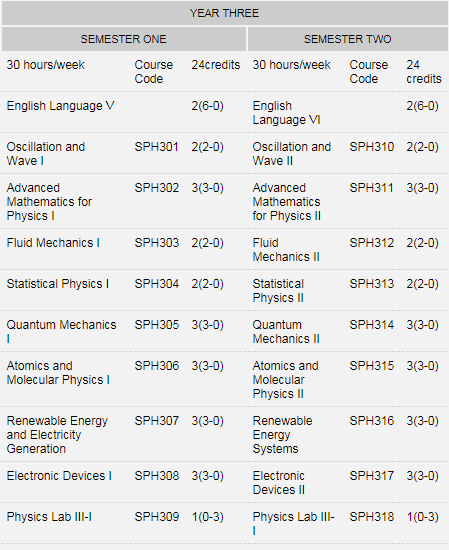 YEAR THREE
SEMESTER ONE SEMESTER TWO
30 hours/week Course 24credits 30 hours/week Course 24
Code Code credits
English Language V 2(6-0) English 2(6-0)
Language VI
Oscillation and SPH301 2(2-0) Oscillation and SPH310 2(2-0)
Wave I Wave II
Advanced SPH302 3(3-0) Advanced SPH311 3(3-0)
Mathematics for Mathematics
Physics I for Physics II
Fluid Mechanics I SPH303 2(2-0) Fluid SPH312 2(2-0)
Mechanics II
Statistical Physics I SPH304 2(2-0) Statistical SPH313 2(2-0)
Physics II
Quantum Mechanics SPH305 3(3-0) Quantum SPH314 3(3-0)
I Mechanics II
Atomics and SPH306 3(3-0) Atomics and SPH315 3(3-0)
Molecular Physics I Molecular
Physics II
Renewable Energy SPH307 3(3-0) Renewable SPH316 3(3-0)
and Electricity Energy
Generation Systems
Electronic Devices I SPH308 3(3-0) Electronic SPH317 3(3-0)
Devices II
Physics Lab III-I SPH309 1(0-3) Physics Lab III- SPH318 1(0-3)
I